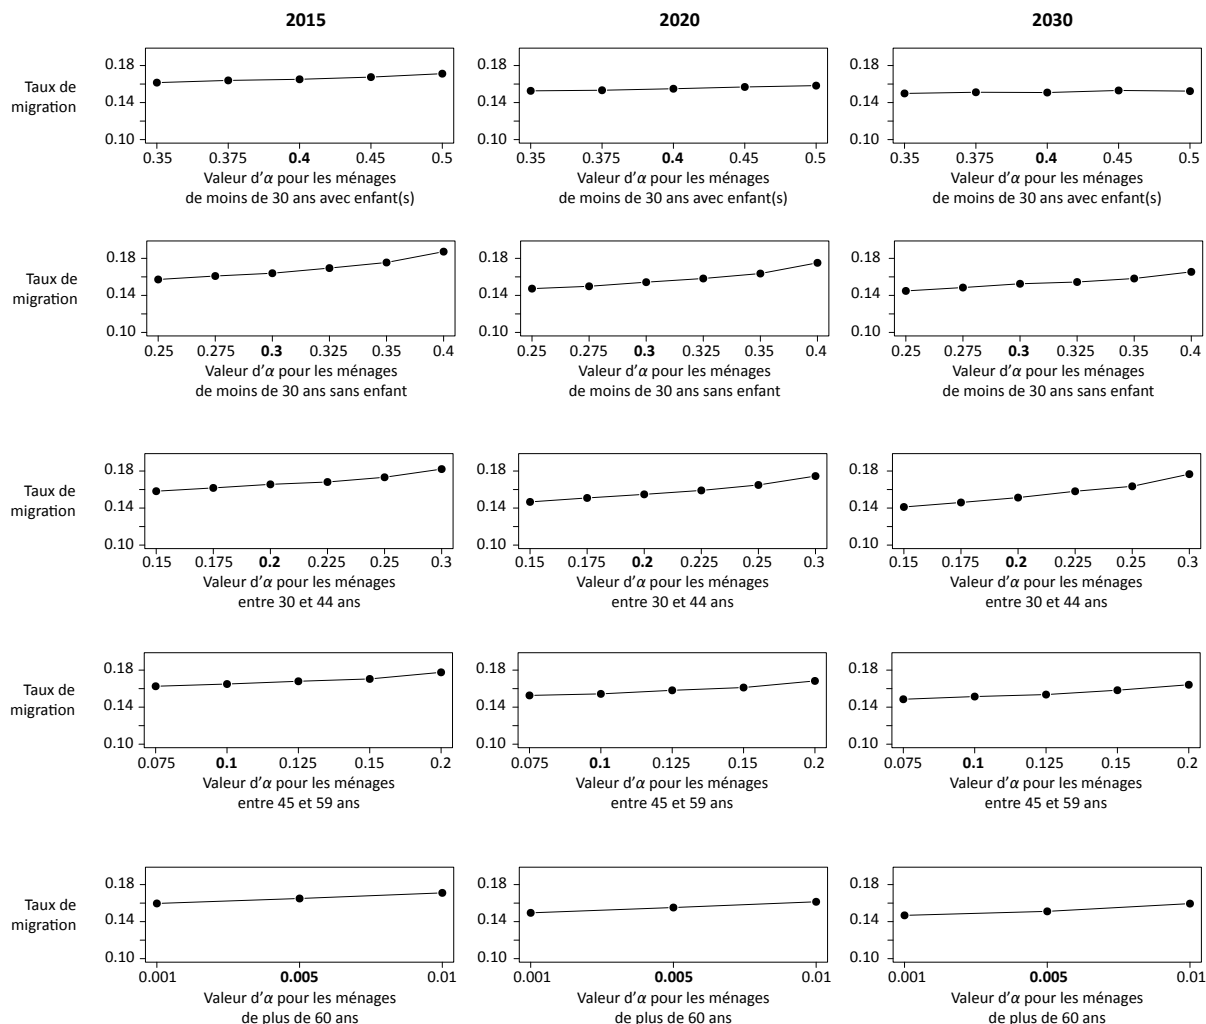 2015 2020 2030
Taux de
migration
0.18 0.18 0.18
0.14 0.14 0.14
0.10 0.10 0.10
0.35 0.375 0.4 0.45 0.5 0.35 0.375 0.4 0.45 0.5 0.35 0.375 0.4 0.45 0.5
Valeur d’α pour les ménages Valeur d’α pour les ménages Valeur d’α pour les ménages
de moins de 30 ans avec enfant(s) de moins de 30 ans avec enfant(s) de moins de 30 ans avec enfant(s)
Taux de
migration
0.18 0.18 0.18
0.14 0.14 0.14
0.10 0.10 0.10
0.25 0.275 0.3 0.325 0.35 0.4 0.25 0.275 0.3 0.325 0.35 0.4 0.25 0.275 0.3 0.325 0.35 0.4
Valeur d’α pour les ménages Valeur d’α pour les ménages Valeur d’α pour les ménages
de moins de 30 ans sans enfant de moins de 30 ans sans enfant de moins de 30 ans sans enfant
Taux de
migration
0.18 0.18 0.18
0.14 0.14 0.14
0.10 0.10 0.10
0.15 0.175 0.2 0.225 0.25 0.3 0.15 0.175 0.2 0.225 0.25 0.3 0.15 0.175 0.2 0.225 0.25 0.3
Valeur d’α pour les ménages Valeur d’α pour les ménages Valeur d’α pour les ménages
entre 30 et 44 ans entre 30 et 44 ans entre 30 et 44 ans
Taux de
migration
0.18 0.18 0.18
0.14 0.14 0.14
0.10 0.10 0.10
0.075 0.1 0.125 0.15 0.2 0.075 0.1 0.125 0.15 0.2 0.075 0.1 0.125 0.15 0.2
Valeur d’α pour les ménages Valeur d’α pour les ménages Valeur d’α pour les ménages
entre 45 et 59 ans entre 45 et 59 ans entre 45 et 59 ans
Taux de
migration
0.18 0.18 0.18
0.14 0.14 0.14
0.10 0.10 0.10
0.001 0.005 0.01 0.001 0.005 0.01 0.001 0.005 0.01
Valeur d’α pour les ménages Valeur d’α pour les ménages Valeur d’α pour les ménages
de plus de 60 ans de plus de 60 ans de plus de 60 ans